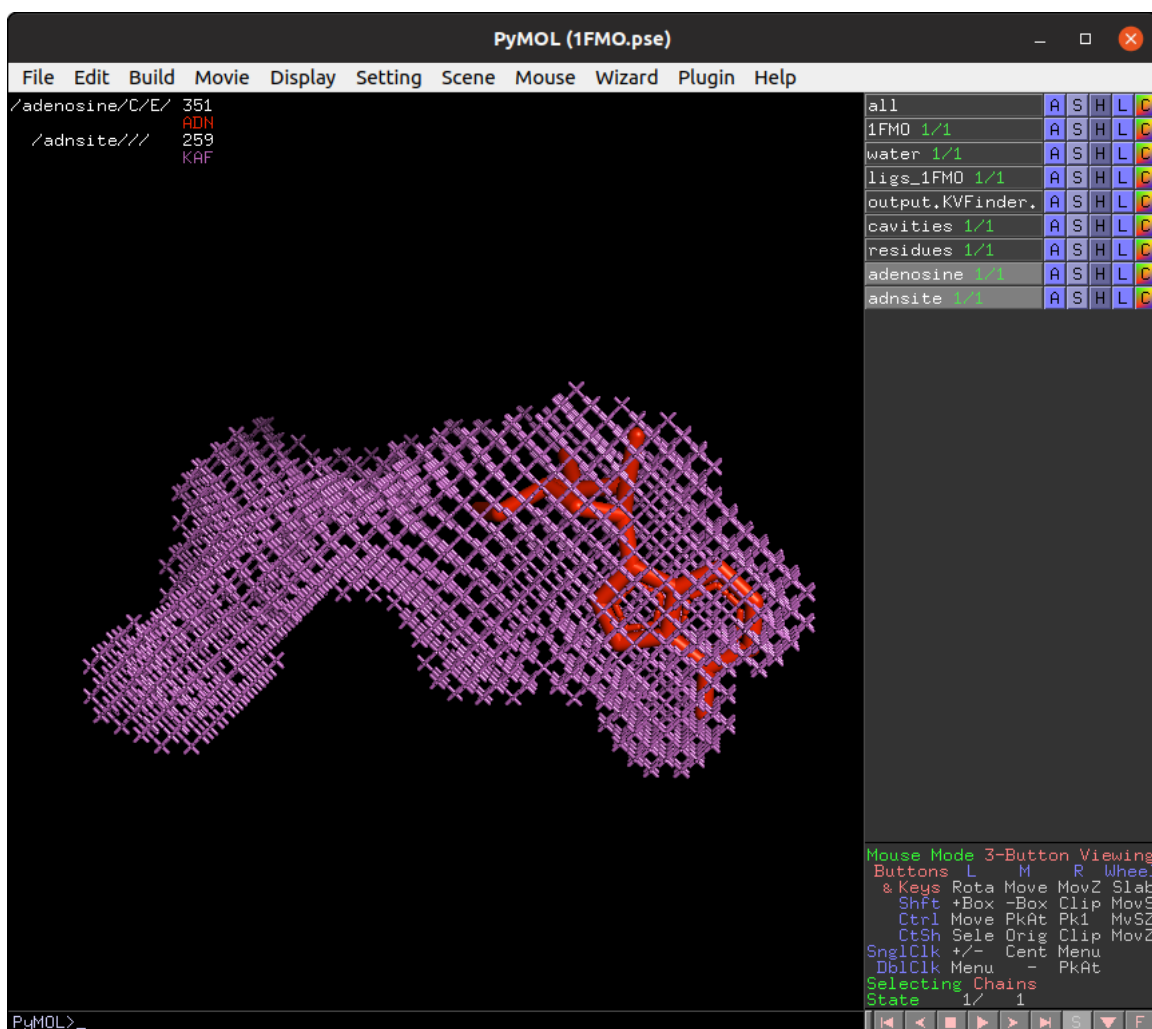 PyMOL (1FMO.pse)
File Edit Build Movie Display Setting Scene Mouse Wizard Plugin Help
/adenosine/C/E/ 351
ADN
/adnsite/// 259
KAF
all A S H L C
1FMO 1/1 A S H L C
water 1/1 A S H L C
ligs_1FMO 1/1 A S H L C
output.KVFinder. A S H L C
cavities 1/1 A S H L C
residues 1/1 A S H L C
adenosine 1/1 A S H L C
adnsite 1/1 A S H L C
Mouse Mode 3-Button Viewing
Buttons L M R Wheel
& Keys Rota Move MovZ Slab
Shft +Box -Box Clip MovS
Ctrl Move PkAt Pk1 MvSZ
CtSh Sele Orig Clip MovZ
SnglClk +/- Cent Menu
DblClk Menu - PkAt
Selecting Chains
State 1/ 1
PyMOL>_ S F